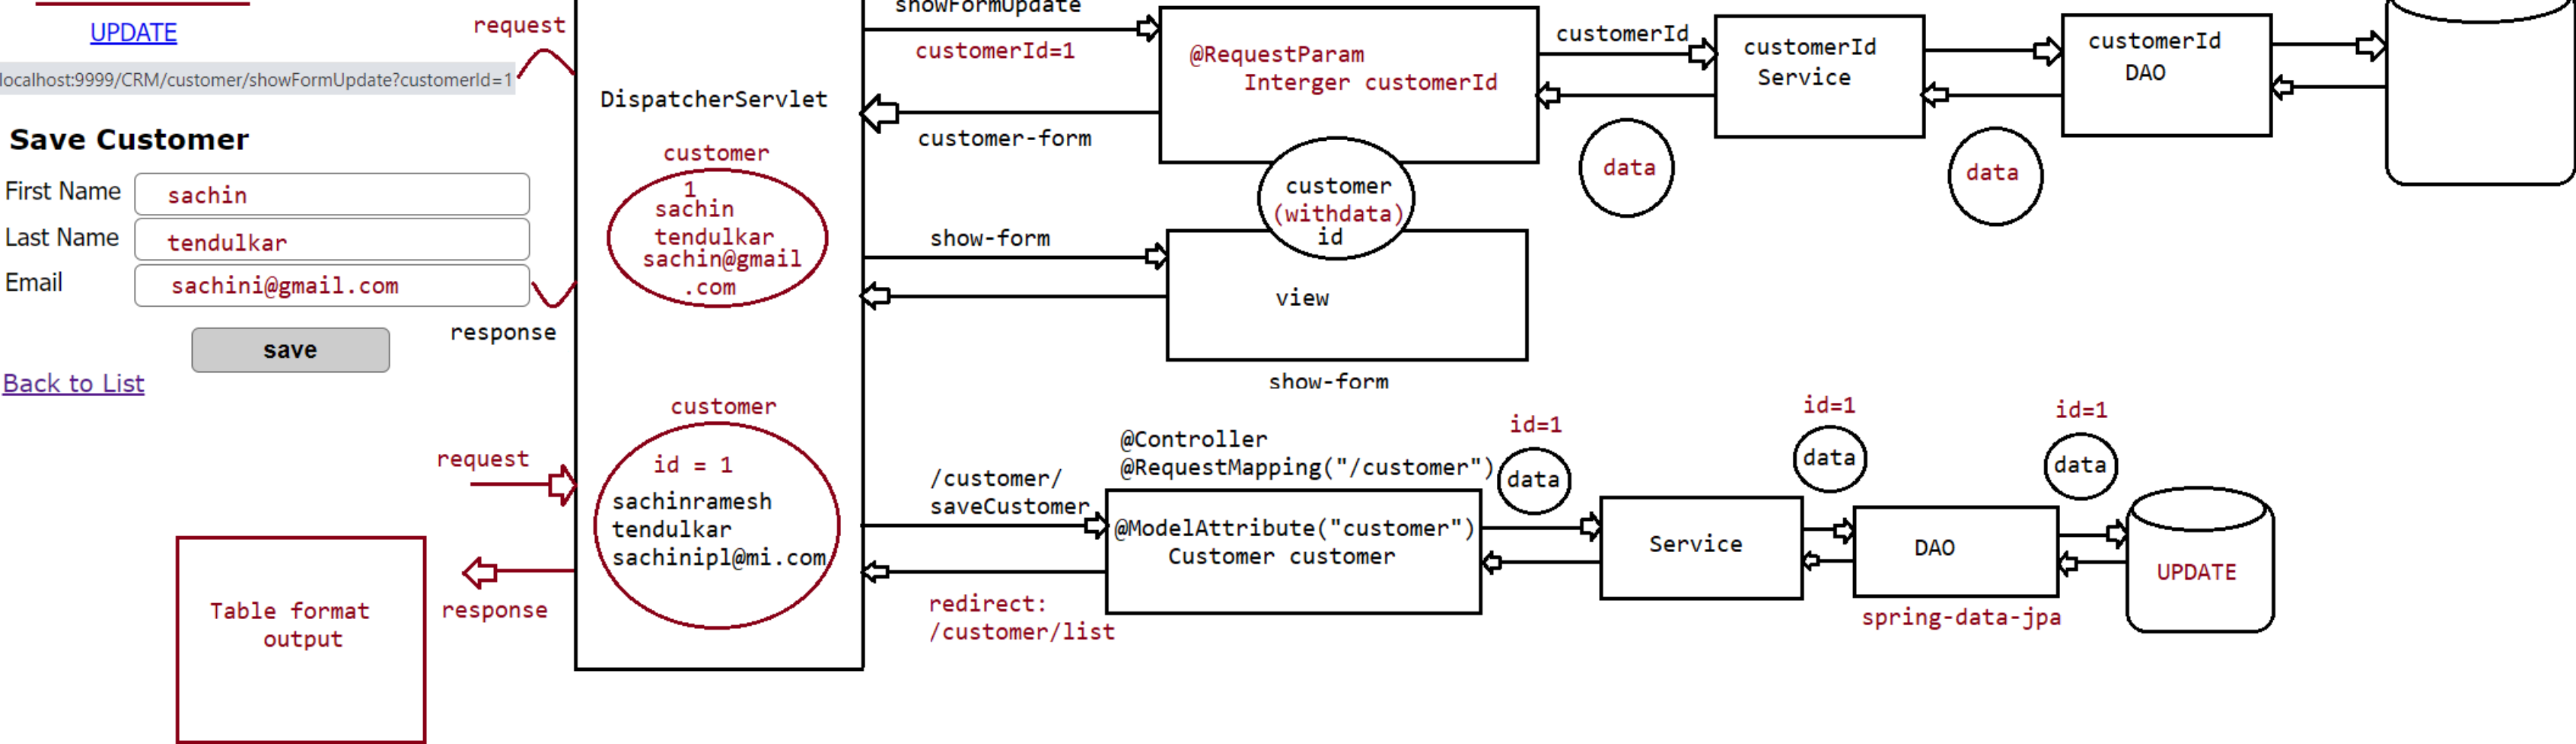 UPDATE
request
localhost:9999/CRM/customer/showFormUpdate?customerId=1
Save Customer
First Name
sachin
Last Name
tendulkar
Email
sachini@gmail.com
response
save
Back to List
DispatcherServlet
customer
1
sachin
tendulkar
sachin@gmail
.com
showFormUpdate
customerId=1
customer-form
@RequestParam
Interger customerId
customerId
customerId
Service
customerId
DAO
data
data
customer
(withdata)
id
show-form
view
show-form
request
response
Table format
output
customer
id = 1
sachinramesh
tendulkar
sachinipl@mi.com
/customer/
saveCustomer
redirect:
/customer/list
@Controller
@RequestMapping("/customer")
@ModelAttribute("customer")
Customer customer
id=1
data
Service
id=1
data
DAO
spring-data-jpa
id=1
data
UPDATE